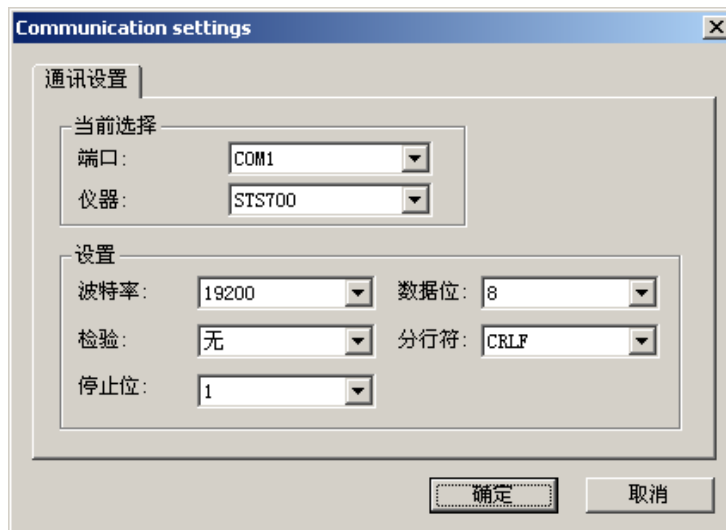 Communication settings
通讯设置
当前选择
端口: COM1
仪器: STS700
设置
波特率: 19200 数据位: 8
检验: 无 分行符: CRLF
停止位: 1
确定 取消